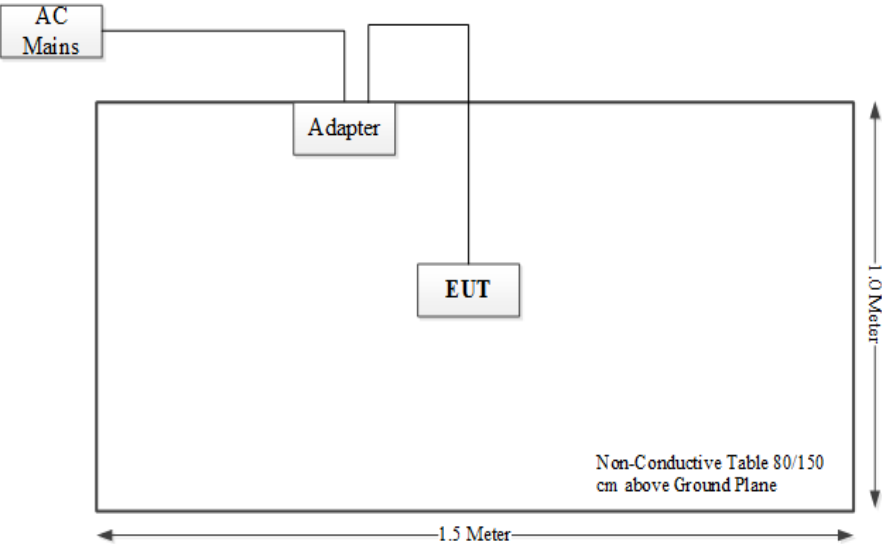 AC
Mains
Adapter
EUT
1.0 Meter
Non-Conductive Table 80/150
cm above Ground Plane
1.5 Meter